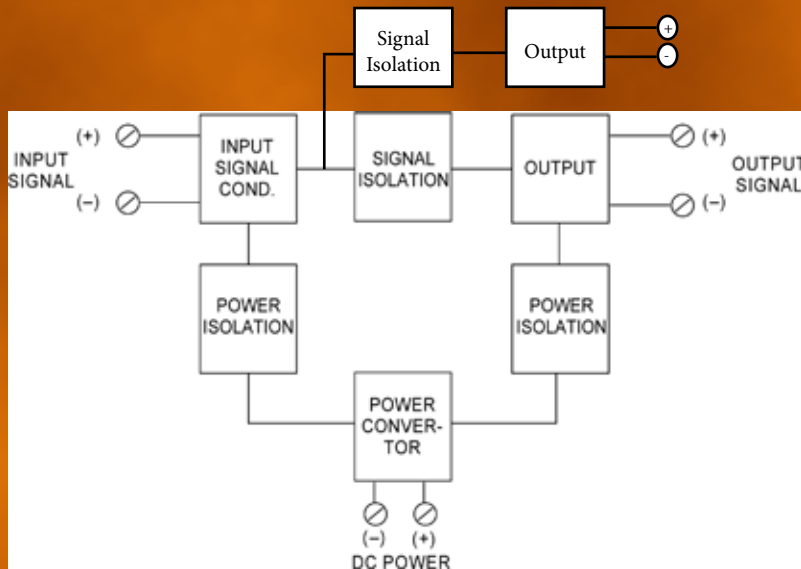 Signal
Isolation
Output
+
-
INPUT
SIGNAL
(+)
(−)
INPUT
SIGNAL
COND.
SIGNAL
ISOLATION
OUTPUT
(+)
(−)
OUTPUT
SIGNAL
POWER
ISOLATION
POWER
ISOLATION
POWER
CONVER-
TOR
(−) (+)
DC POWER